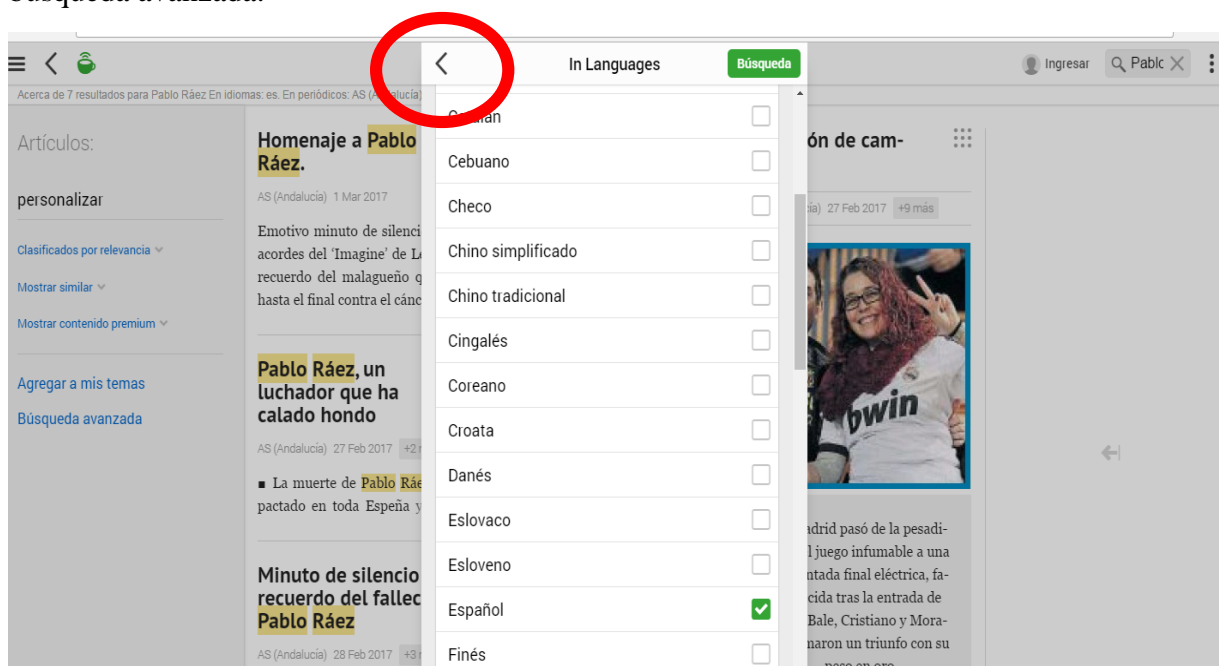 In Languages
Búsqueda
Ingresar
Pablc
Acerca de 7 resultados para Pablo Ráez En idiomas: es. En periódicos: AS
Artículos:
personalizar
Clasificados por relevancia
Mostrar similar
Mostrar contenido premium
Agregar a mis temas
Búsqueda avanzada
Homenaje a Pablo
Ráez.
AS (Andalucía) 1 Mar 2017
Emotivo minuto de silenci
acordes del 'Imagine' de L
recuerdo del malagueño q
hasta el final contra el cánc
Pablo Ráez, un
luchador que ha
calado hondo
AS (Andalucía) 27 Feb 2017 +2
■ La muerte de Pablo Ráe
pactado en toda Espeña y
Minuto de silencio
recuerdo del fallec
Pablo Ráez
AS (Andalucía) 28 Feb 2017 +3
Cebuano
Checo
Chino simplificado
Chino tradicional
Cingalés
Coreano
Croata
Danés
Eslovaco
Esloveno
Español
Finés
ón de cam-
ía) 27 Feb 2017 +9 más
bwin
adrid pasó de la pesadi-
l juego infumable a una
ntada final eléctrica, fa-
cida tras la entrada de
Bale, Cristiano y Mora-
maron un triunfo con su